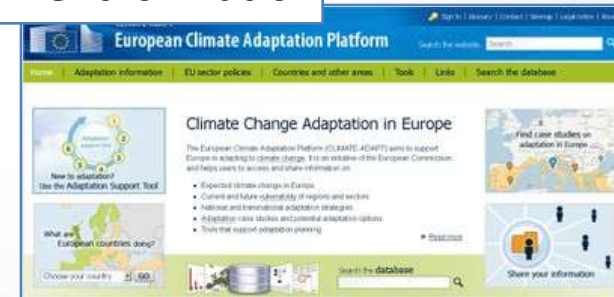 Sign In | Glossary | Contact | Sitemap | Legal notice |
European Climate Adaptation Platform
Search the website Search
Home | Adaptation information | EU sector policies | Countries and other areas | Tools | Links | Search the database
Climate Change Adaptation in Europe
The European Climate Adaptation Platform (CLIMATE-ADAPT) aims to support
Europe in adapting to climate change. It is an initiative of the European Commission
and helps users to access and share information on:
Expected climate change in Europe
Current and future vulnerability of regions and sectors
National and transnational adaptation strategies
Adaptation case studies and potential adaptation options
Tools that support adaptation planning
Read more
Adaptation support tool
New to adaptation?
Use the Adaptation Support Tool
What are
European countries doing?
Choose your country GO
Search the database
Find case studies on
adaptation in Europe
Share your information